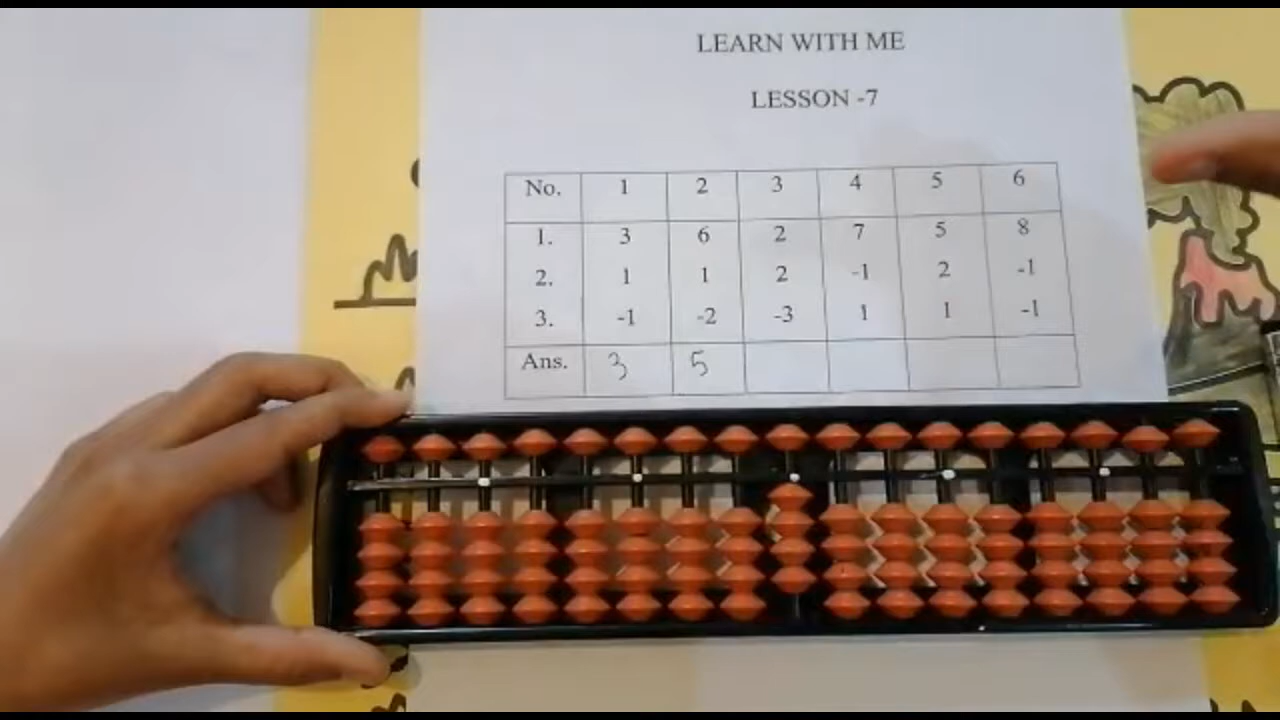 LEARN WITH ME
LESSON -7
No. 1 2 3 4 5 6
1. 3 6 2 7 5 8
2. 1 1 2 -1 2 -1
3. -1 -2 -3 1 1 -1
Ans. 3 5